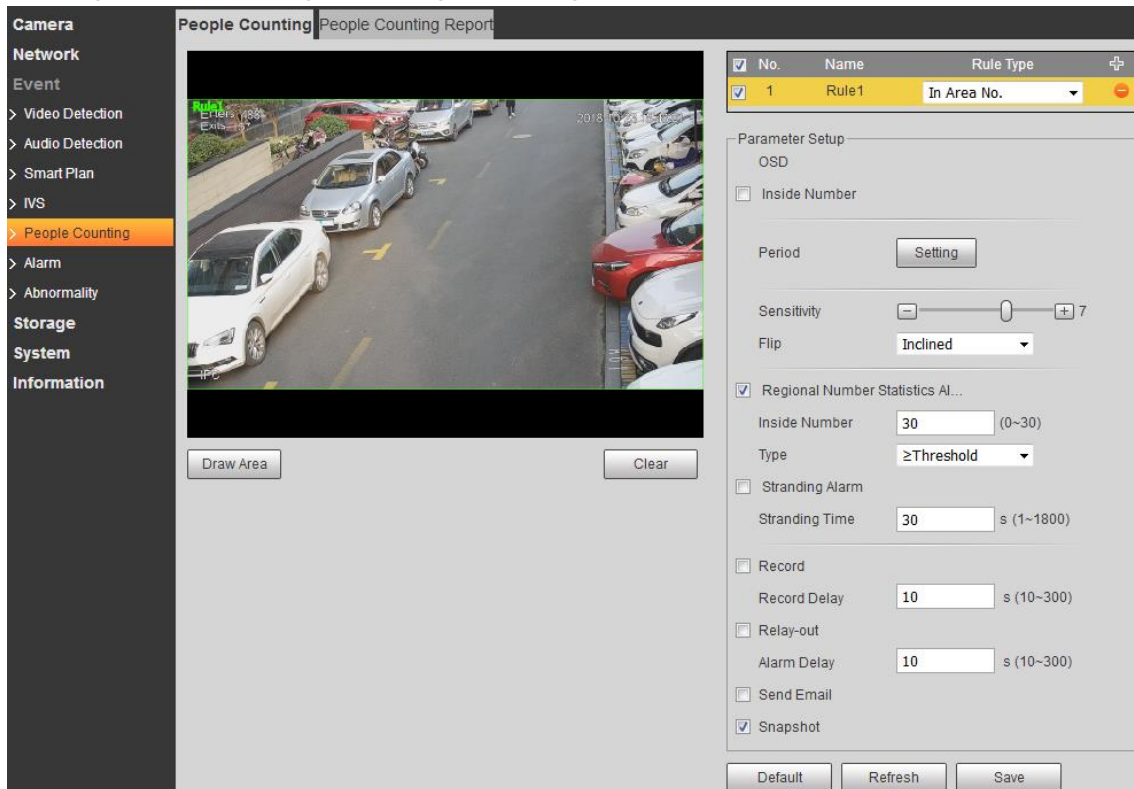 Camera
Network
Event
> Video Detection
> Audio Detection
> Smart Plan
> IVS
> People Counting
> Alarm
> Abnormality
Storage
System
Information
People Counting People Counting Report
Rule1
Enters
Exits
IPC
Draw Area Clear
No. Name Rule Type
1 Rule1 In Area No.
Parameter Setup
OSD
Inside Number
Period Setting
Sensitivity 7
Flip Inclined
Regional Number Statistics Al...
Inside Number 30 (0~30)
Type ≥Threshold
Stranding Alarm
Stranding Time 30 s (1~1800)
Record
Record Delay 10 s (10~300)
Relay-out
Alarm Delay 10 s (10~300)
Send Email
Snapshot
Default Refresh Save